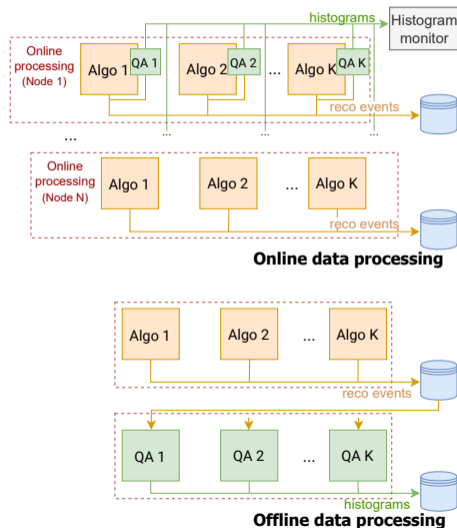 histograms
Histogram
monitor
Online
processing
(Node 1)
Algo 1
QA 1
Algo 2
QA 2
...
Algo K
QA K
reco events
...
...
...
...
Online
processing
(Node N)
Algo 1
Algo 2
...
Algo K
reco events
Online data processing
Algo 1
Algo 2
...
Algo K
reco events
QA 1
QA 2
...
QA K
histograms
Offline data processing